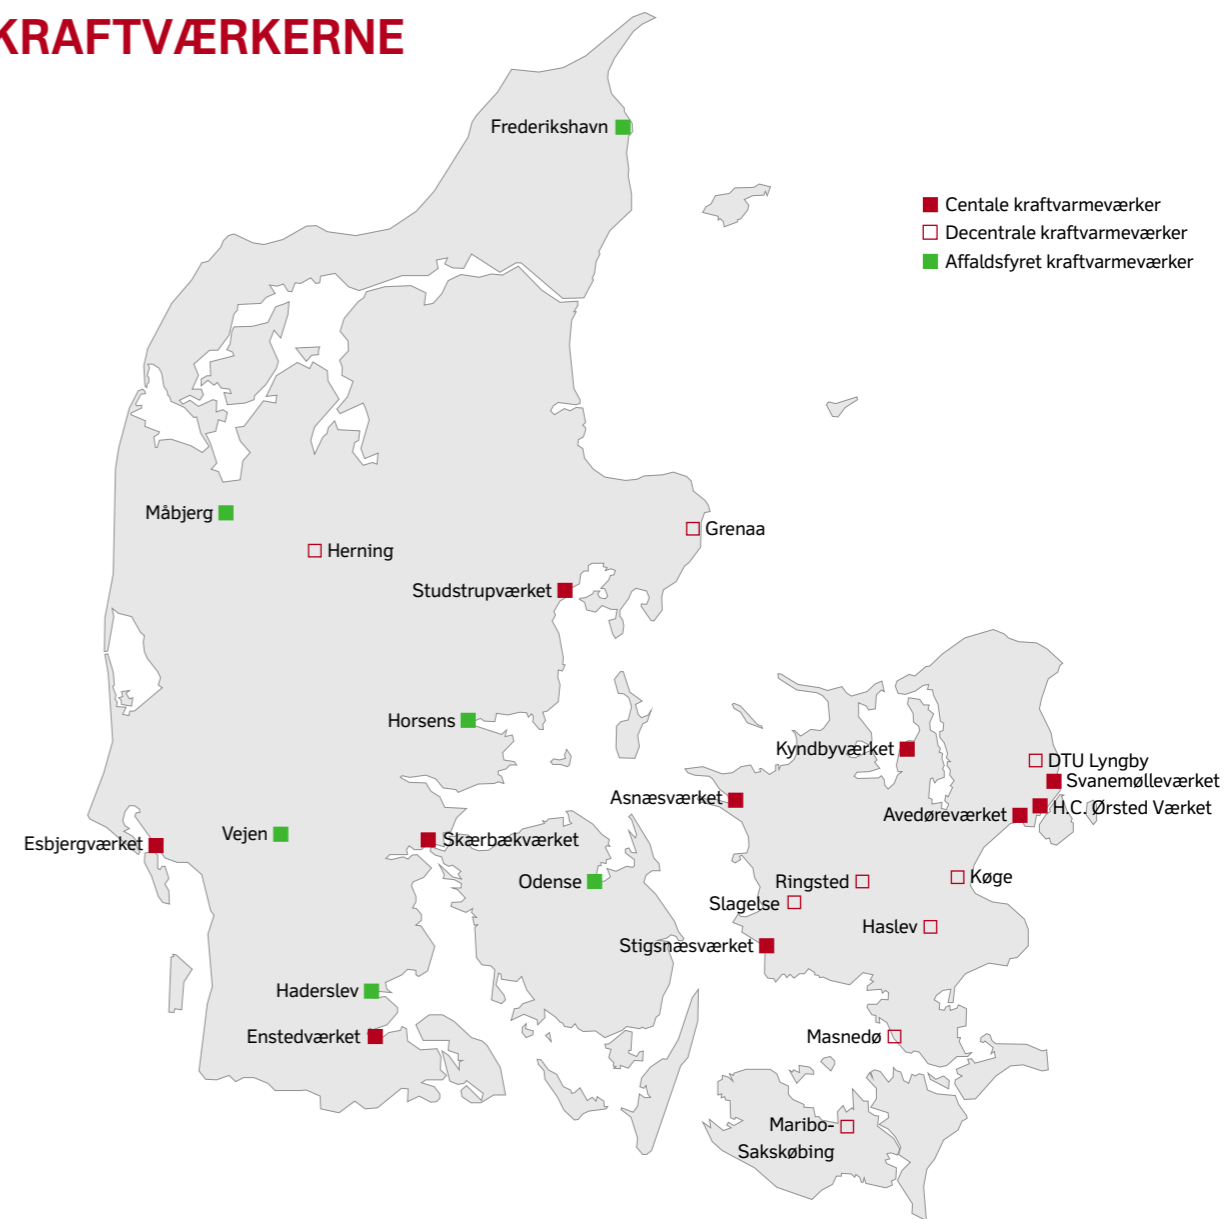 KRAFTVÆRKERNE
Frederikshavn
Centale kraftvarmeværker
Decentrale kraftvarmeværker
Affaldsfyret kraftvarmeværker
Måbjerg
Herning
Grenaa
Studstrupværket
Horsens
Kyndbyværket
DTU Lyngby
Svanemølleværket
Asnæsværket
H.C. Ørsted Værket
Avedøreværket
Esbjergværket
Vejen
Skærbækværket
Odense
Ringsted
Køge
Slagelse
Haslev
Stigsnæsværket
Haderslev
Enstedværket
Masnedø
Maribo-
Sakskøbing